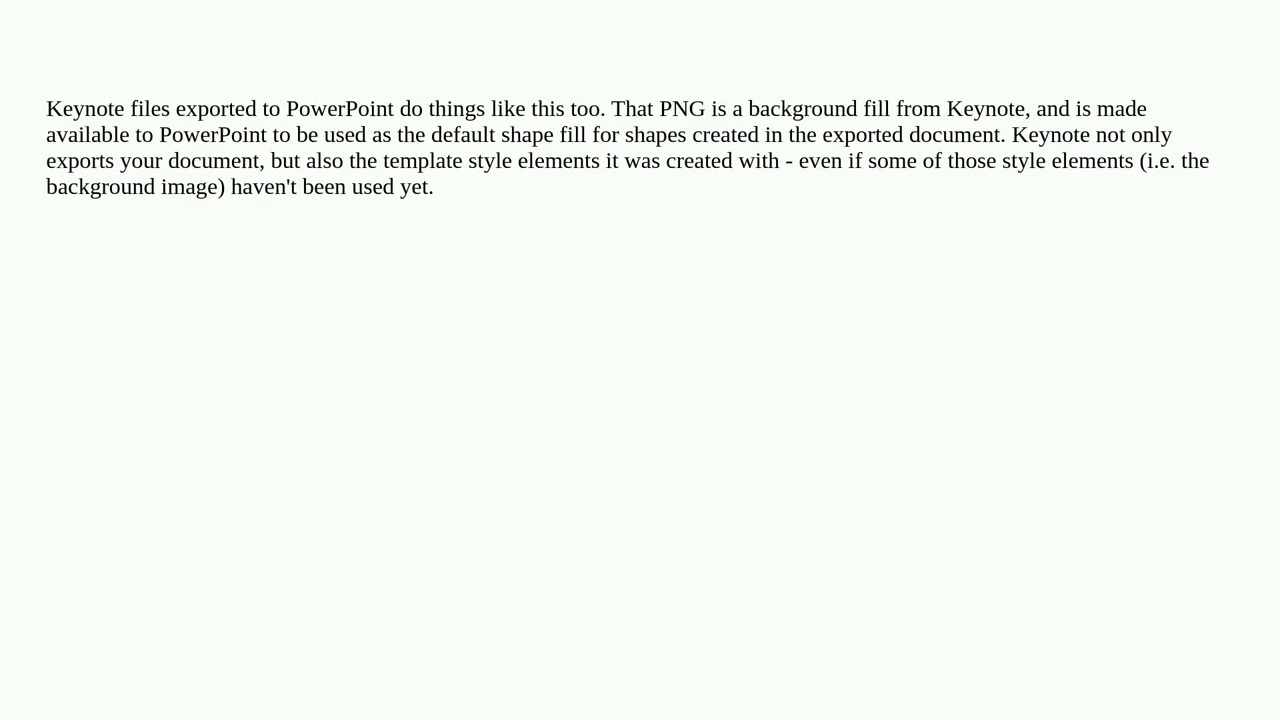 Keynote files exported to PowerPoint do things like this too. That PNG is a background fill from Keynote, and is made
available to PowerPoint to be used as the default shape fill for shapes created in the exported document. Keynote not only
exports your document, but also the template style elements it was created with - even if some of those style elements (i.e. the
background image) haven't been used yet.